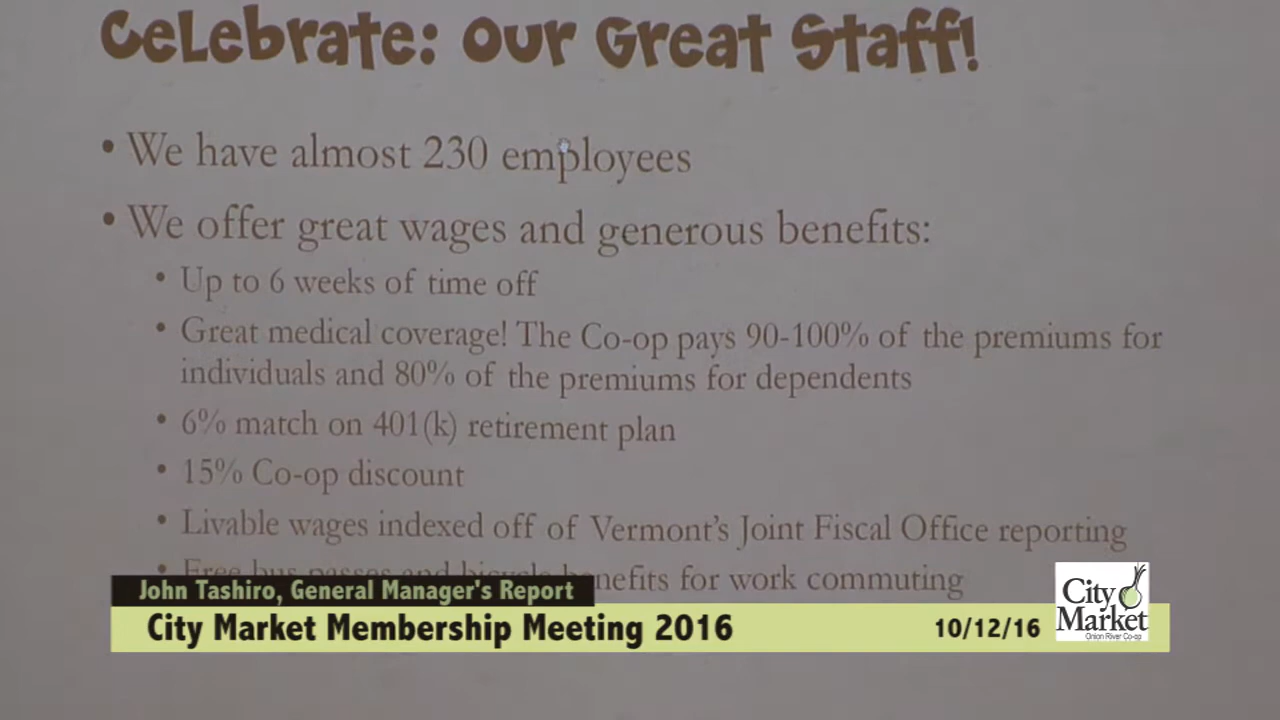 Celebrate: Our Great Staff!
• We have almost 230 employees
• We offer great wages and generous benefits:
• Up to 6 weeks of time off
• Great medical coverage! The Co-op pays 90-100% of the premiums for
individuals and 80% of the premiums for dependents
• 6% match on 401(k) retirement plan
• 15% Co-op discount
• Livable wages indexed off of Vermont's Joint Fiscal Office reporting
• Free bus passes and bicycle benefits for work commuting
John Tashiro, General Manager's Report
City Market Membership Meeting 2016
10/12/16
City
Market
Onion River Co-op